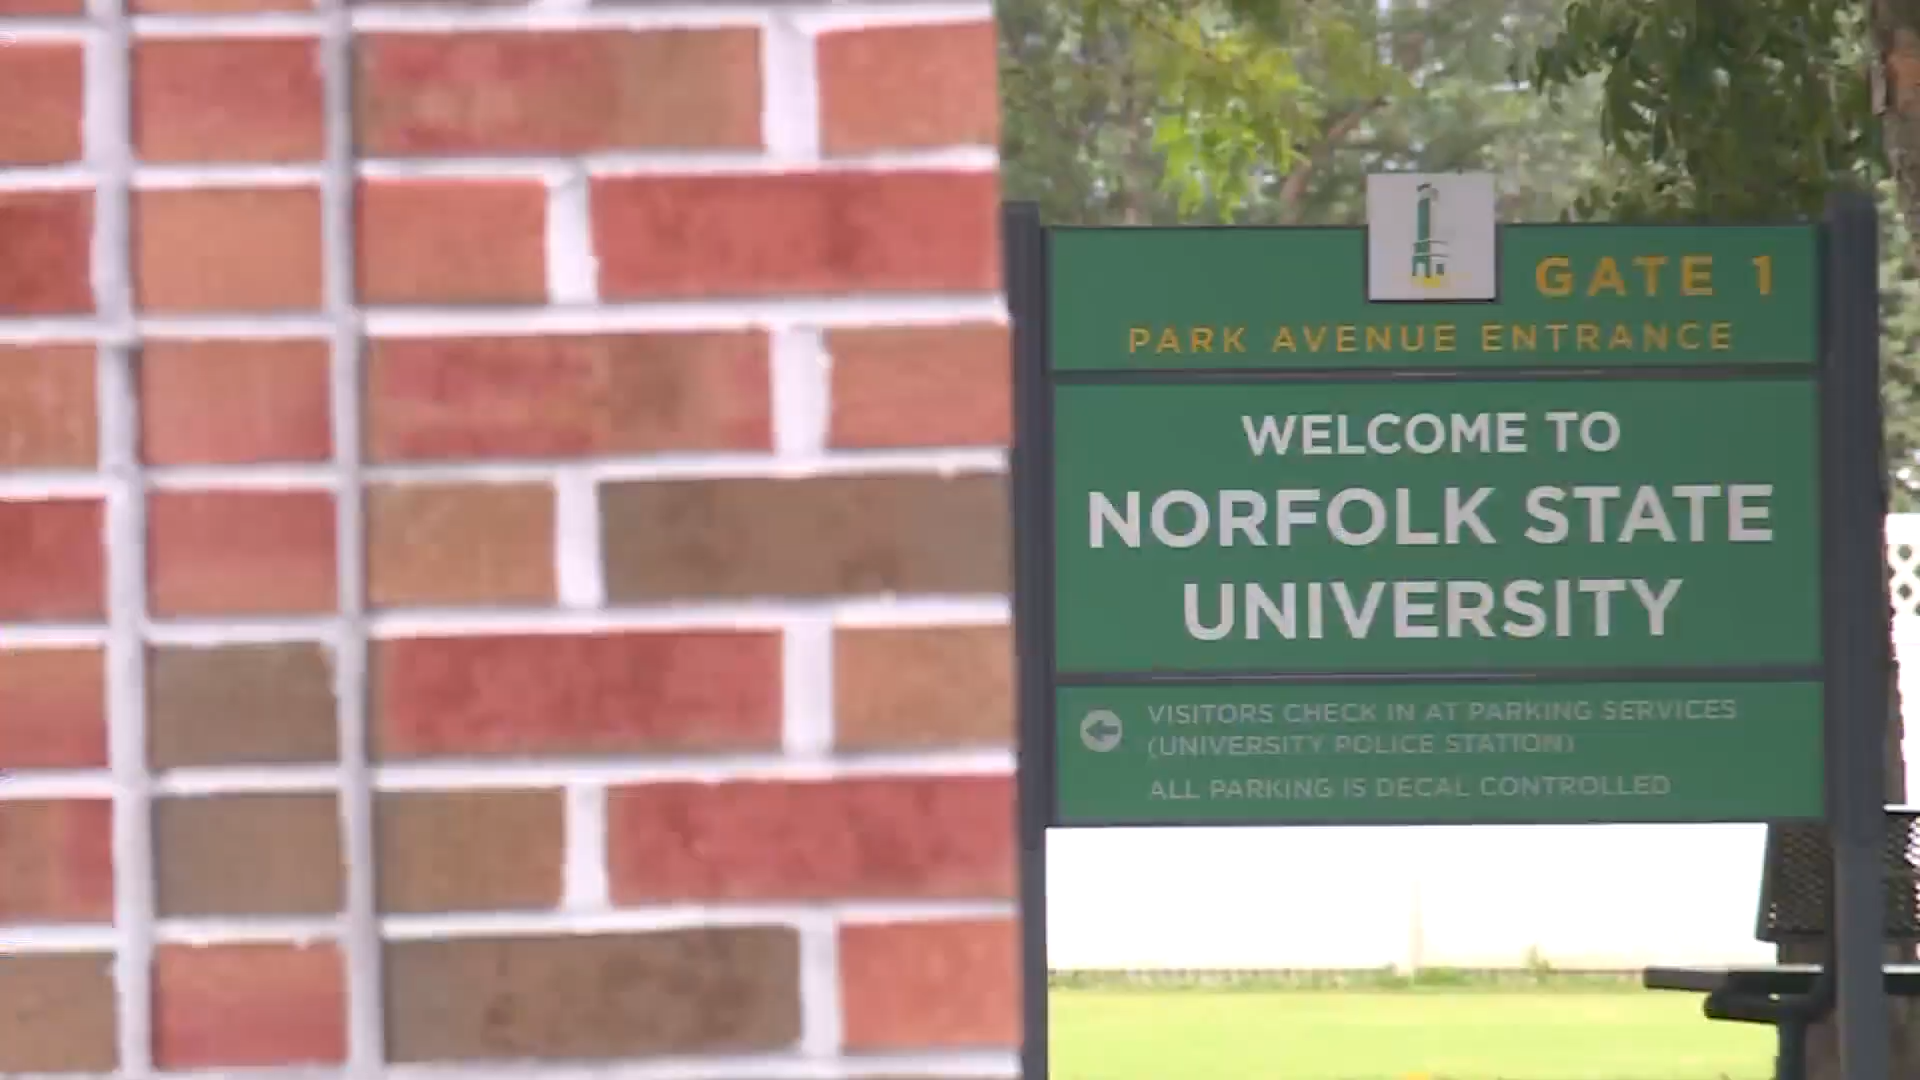 GATE 1
PARK AVENUE ENTRANCE
WELCOME TO
NORFOLK STATE
UNIVERSITY
VISITORS CHECK IN AT PARKING SERVICES
(UNIVERSITY POLICE STATION)
ALL PARKING IS DECAL CONTROLLED